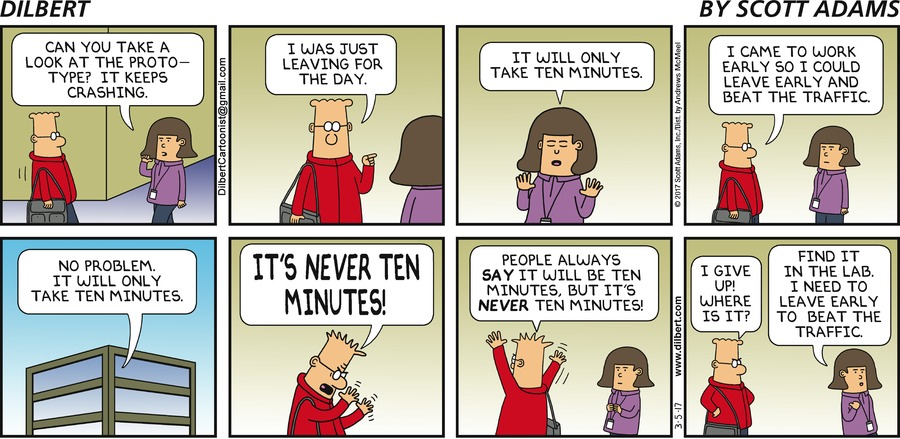 DILBERT
BY SCOTT ADAMS
CAN YOU TAKE A
LOOK AT THE PROTO-
TYPE? IT KEEPS
CRASHING.
DilbertCartoonist@gmail.com
I WAS JUST
LEAVING FOR
THE DAY.
IT WILL ONLY
TAKE TEN MINUTES.
© 2017 Scott Adams, Inc./Dist. by Andrews McMeel
I CAME TO WORK
EARLY SO I COULD
LEAVE EARLY AND
BEAT THE TRAFFIC.
NO PROBLEM.
IT WILL ONLY
TAKE TEN MINUTES.
IT'S NEVER TEN
MINUTES!
PEOPLE ALWAYS
SAY IT WILL BE TEN
MINUTES, BUT IT'S
NEVER TEN MINUTES!
www.dilbert.com
3-5-17
I GIVE
UP!
WHERE
IS IT?
FIND IT
IN THE LAB.
I NEED TO
LEAVE EARLY
TO BEAT THE
TRAFFIC.